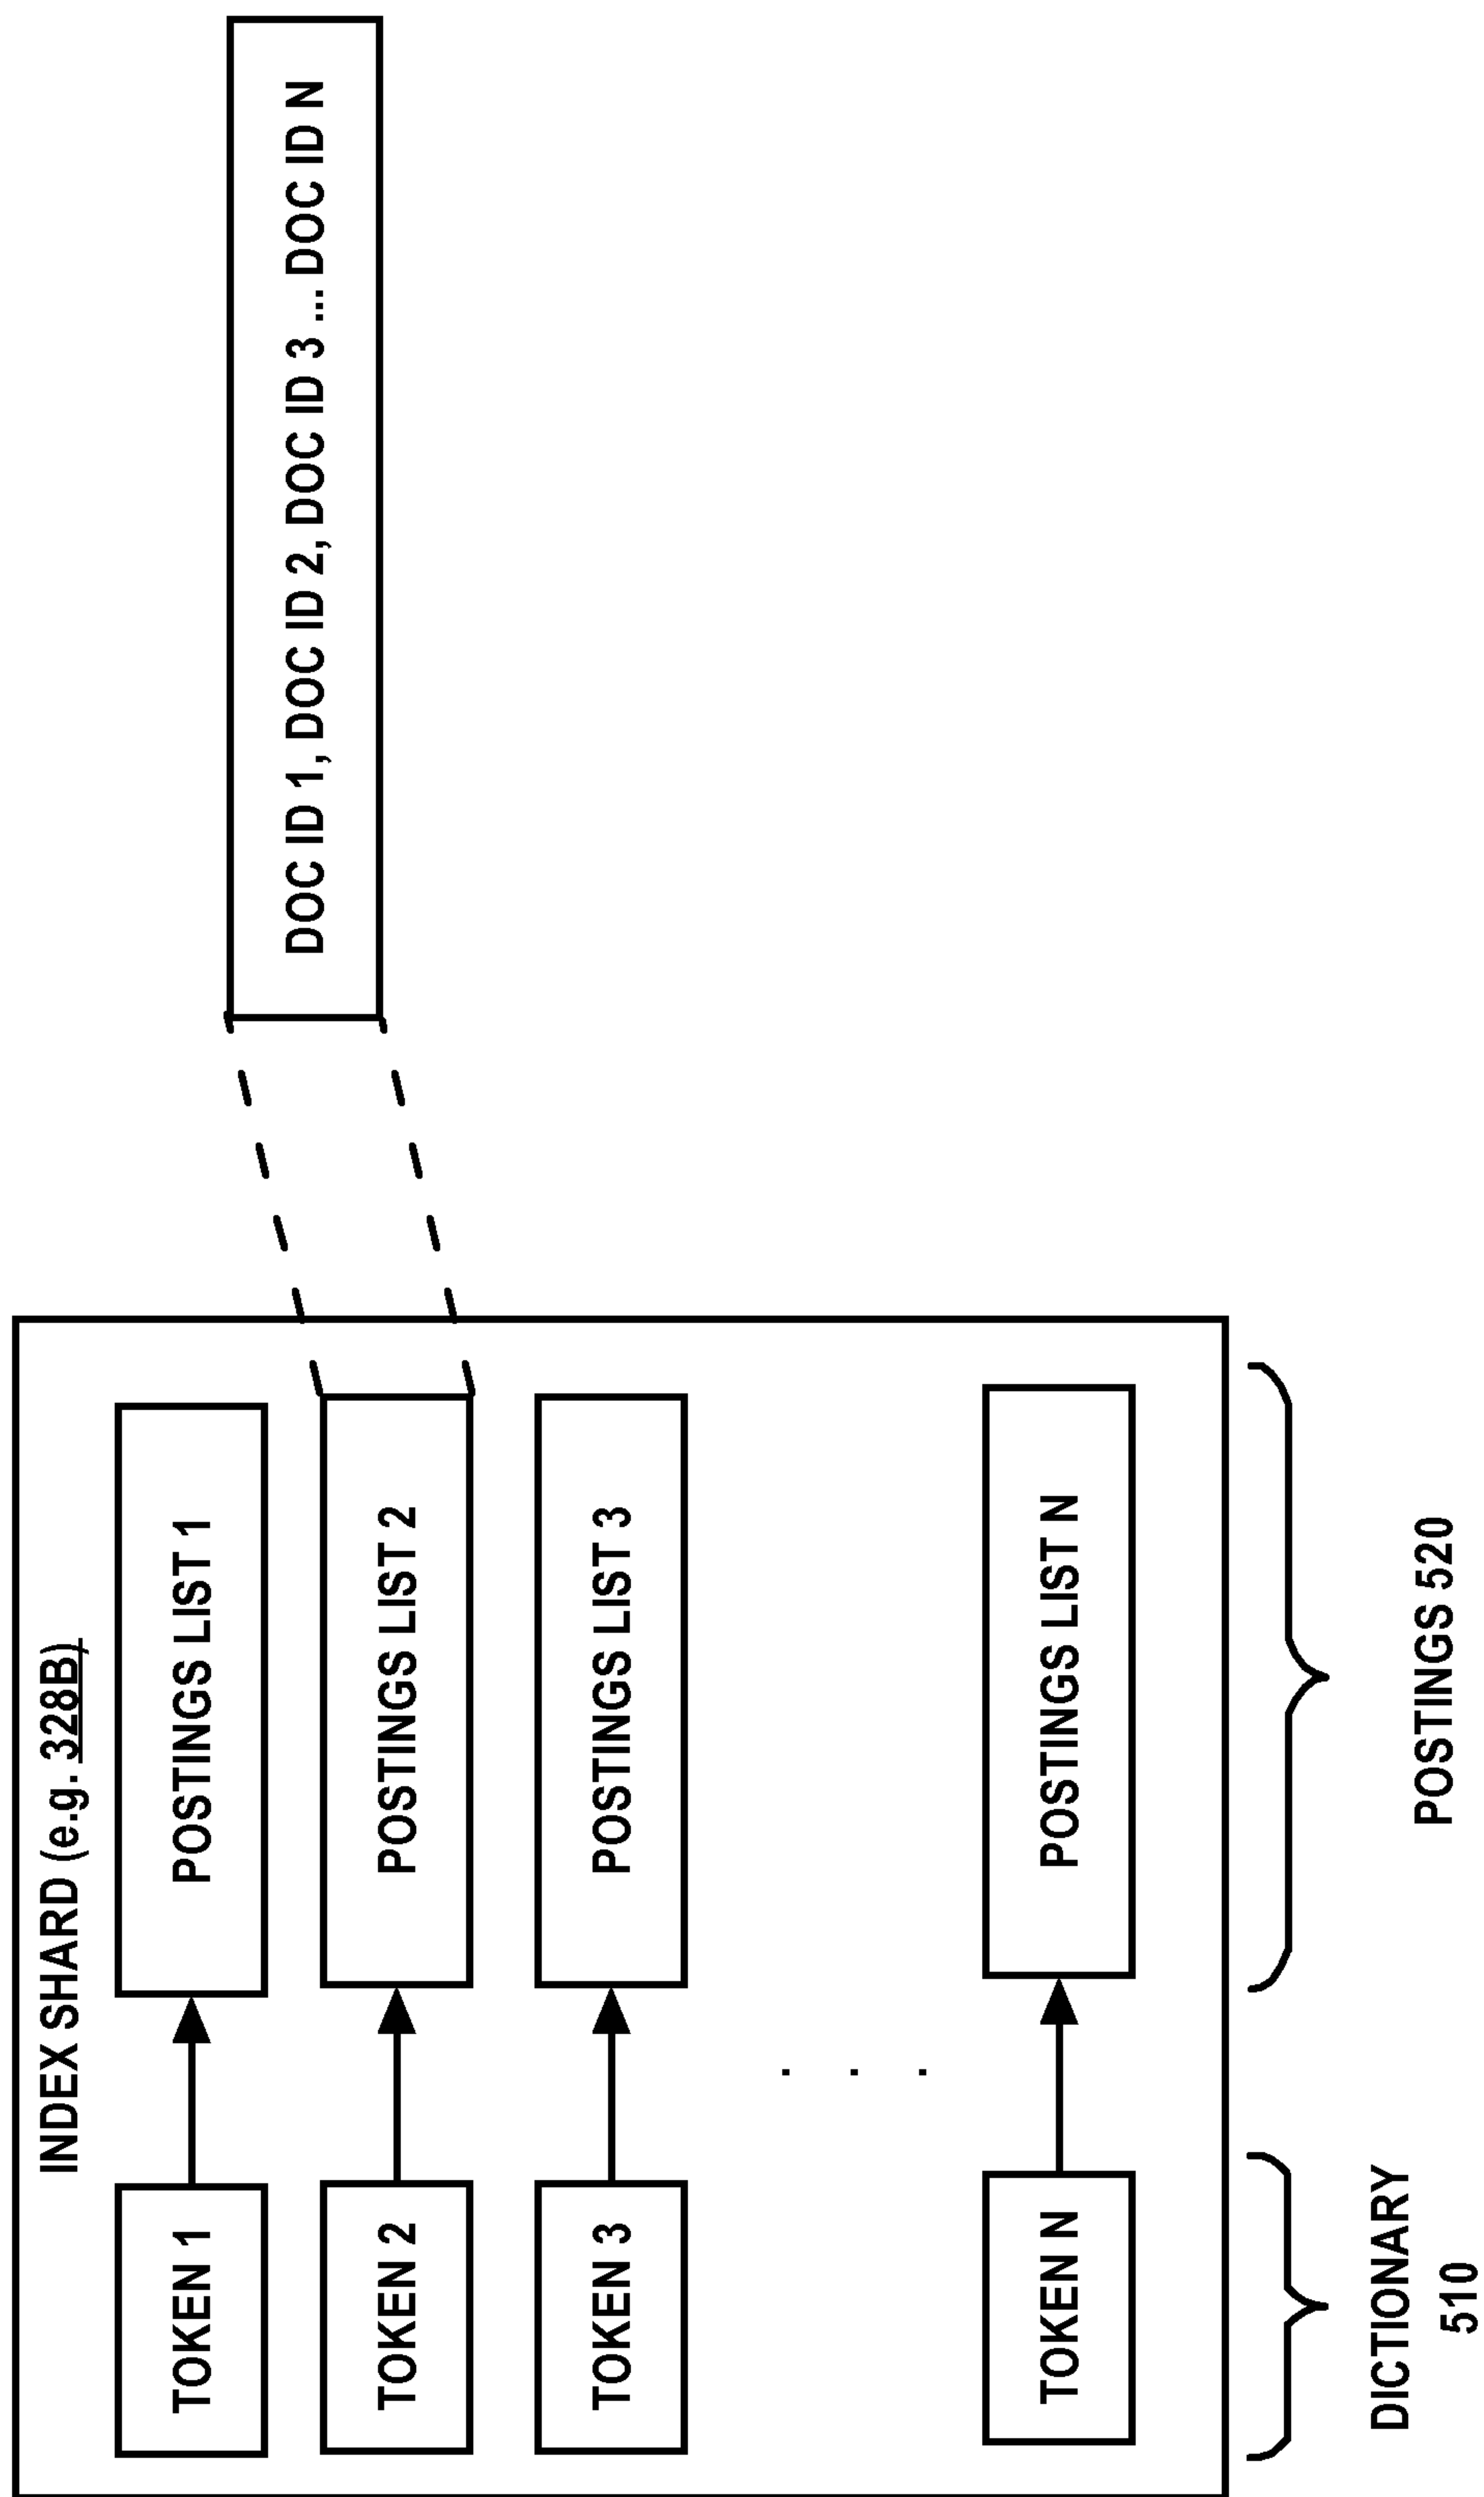 INDEX SHARD (e.g. 328B)
TOKEN 1
POSTINGS LIST 1
TOKEN 2
POSTINGS LIST 2
DOC ID 1, DOC ID 2, DOC ID 3 ... DOC ID N
TOKEN 3
POSTINGS LIST 3
. . .
TOKEN N
POSTINGS LIST N
DICTIONARY
510
POSTINGS 520